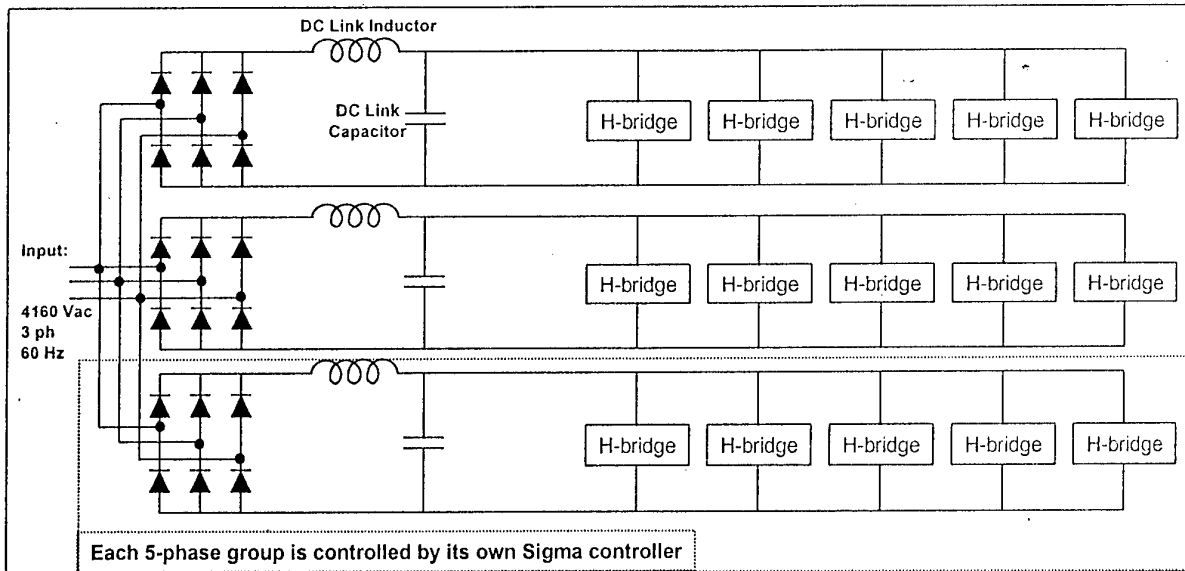 DC Link Inductor
DC Link
Capacitor
H-bridge H-bridge H-bridge H-bridge H-bridge
Input:
4160 Vac
3 ph
60 Hz
H-bridge H-bridge H-bridge H-bridge H-bridge
H-bridge H-bridge H-bridge H-bridge H-bridge
Each 5-phase group is controlled by its own Sigma controller